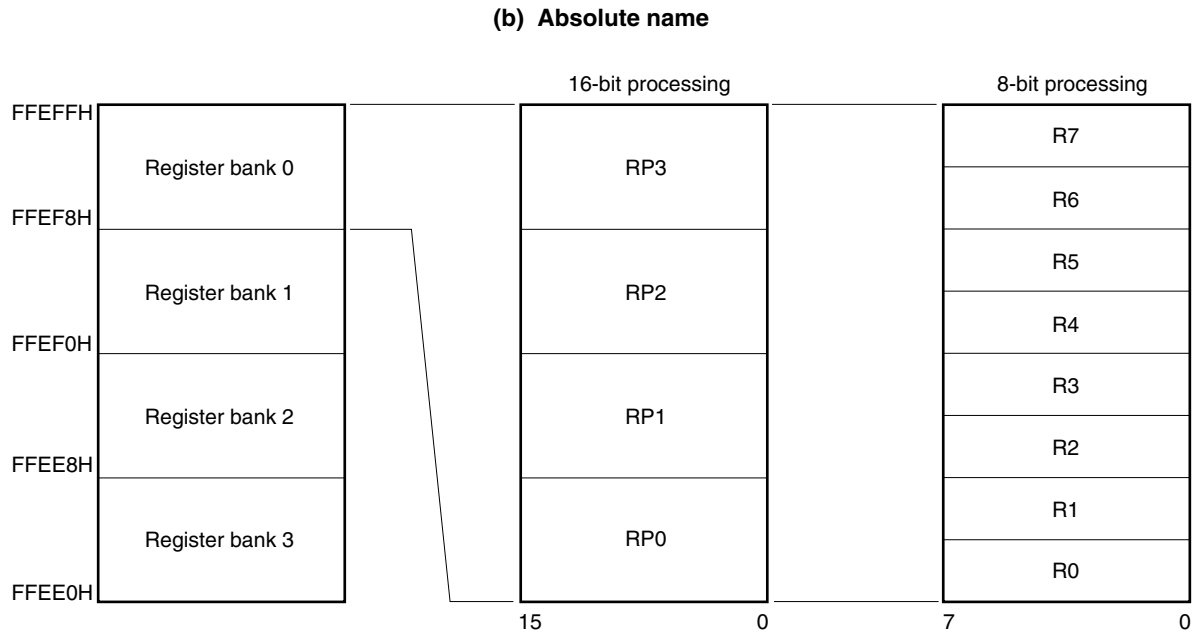 (b) Absolute name
16-bit processing
8-bit processing
FFEFFH
Register bank 0
RP3
R7
R6
FFEF8H
Register bank 1
RP2
R5
R4
FFEF0H
Register bank 2
RP1
R3
R2
FFEE8H
Register bank 3
RP0
R1
R0
FFEE0H
15 0
7 0